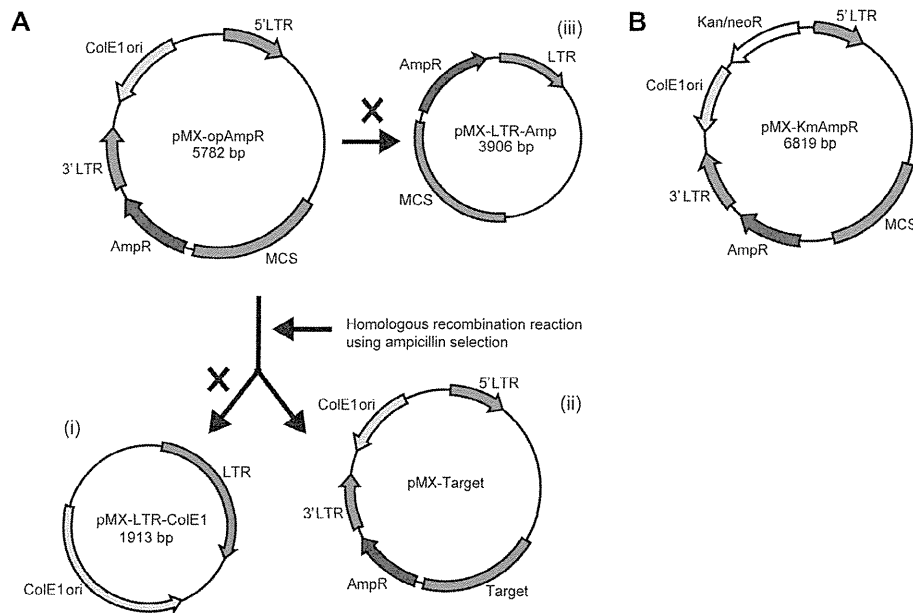 A
5'LTR
ColE1ori
pMX-opAmpR
5782 bp
3' LTR
AmpR
MCS
(iii)
AmpR
LTR
pMX-LTR-Amp
3906 bp
MCS
B
Kan/neoR
5'LTR
ColE1ori
pMX-KmAmpR
6819 bp
3' LTR
AmpR
MCS
Homologous recombination reaction
using ampicillin selection
(i)
LTR
pMX-LTR-ColE1
1913 bp
ColE1ori
(ii)
5'LTR
ColE1ori
pMX-Target
3'LTR
AmpR
Target